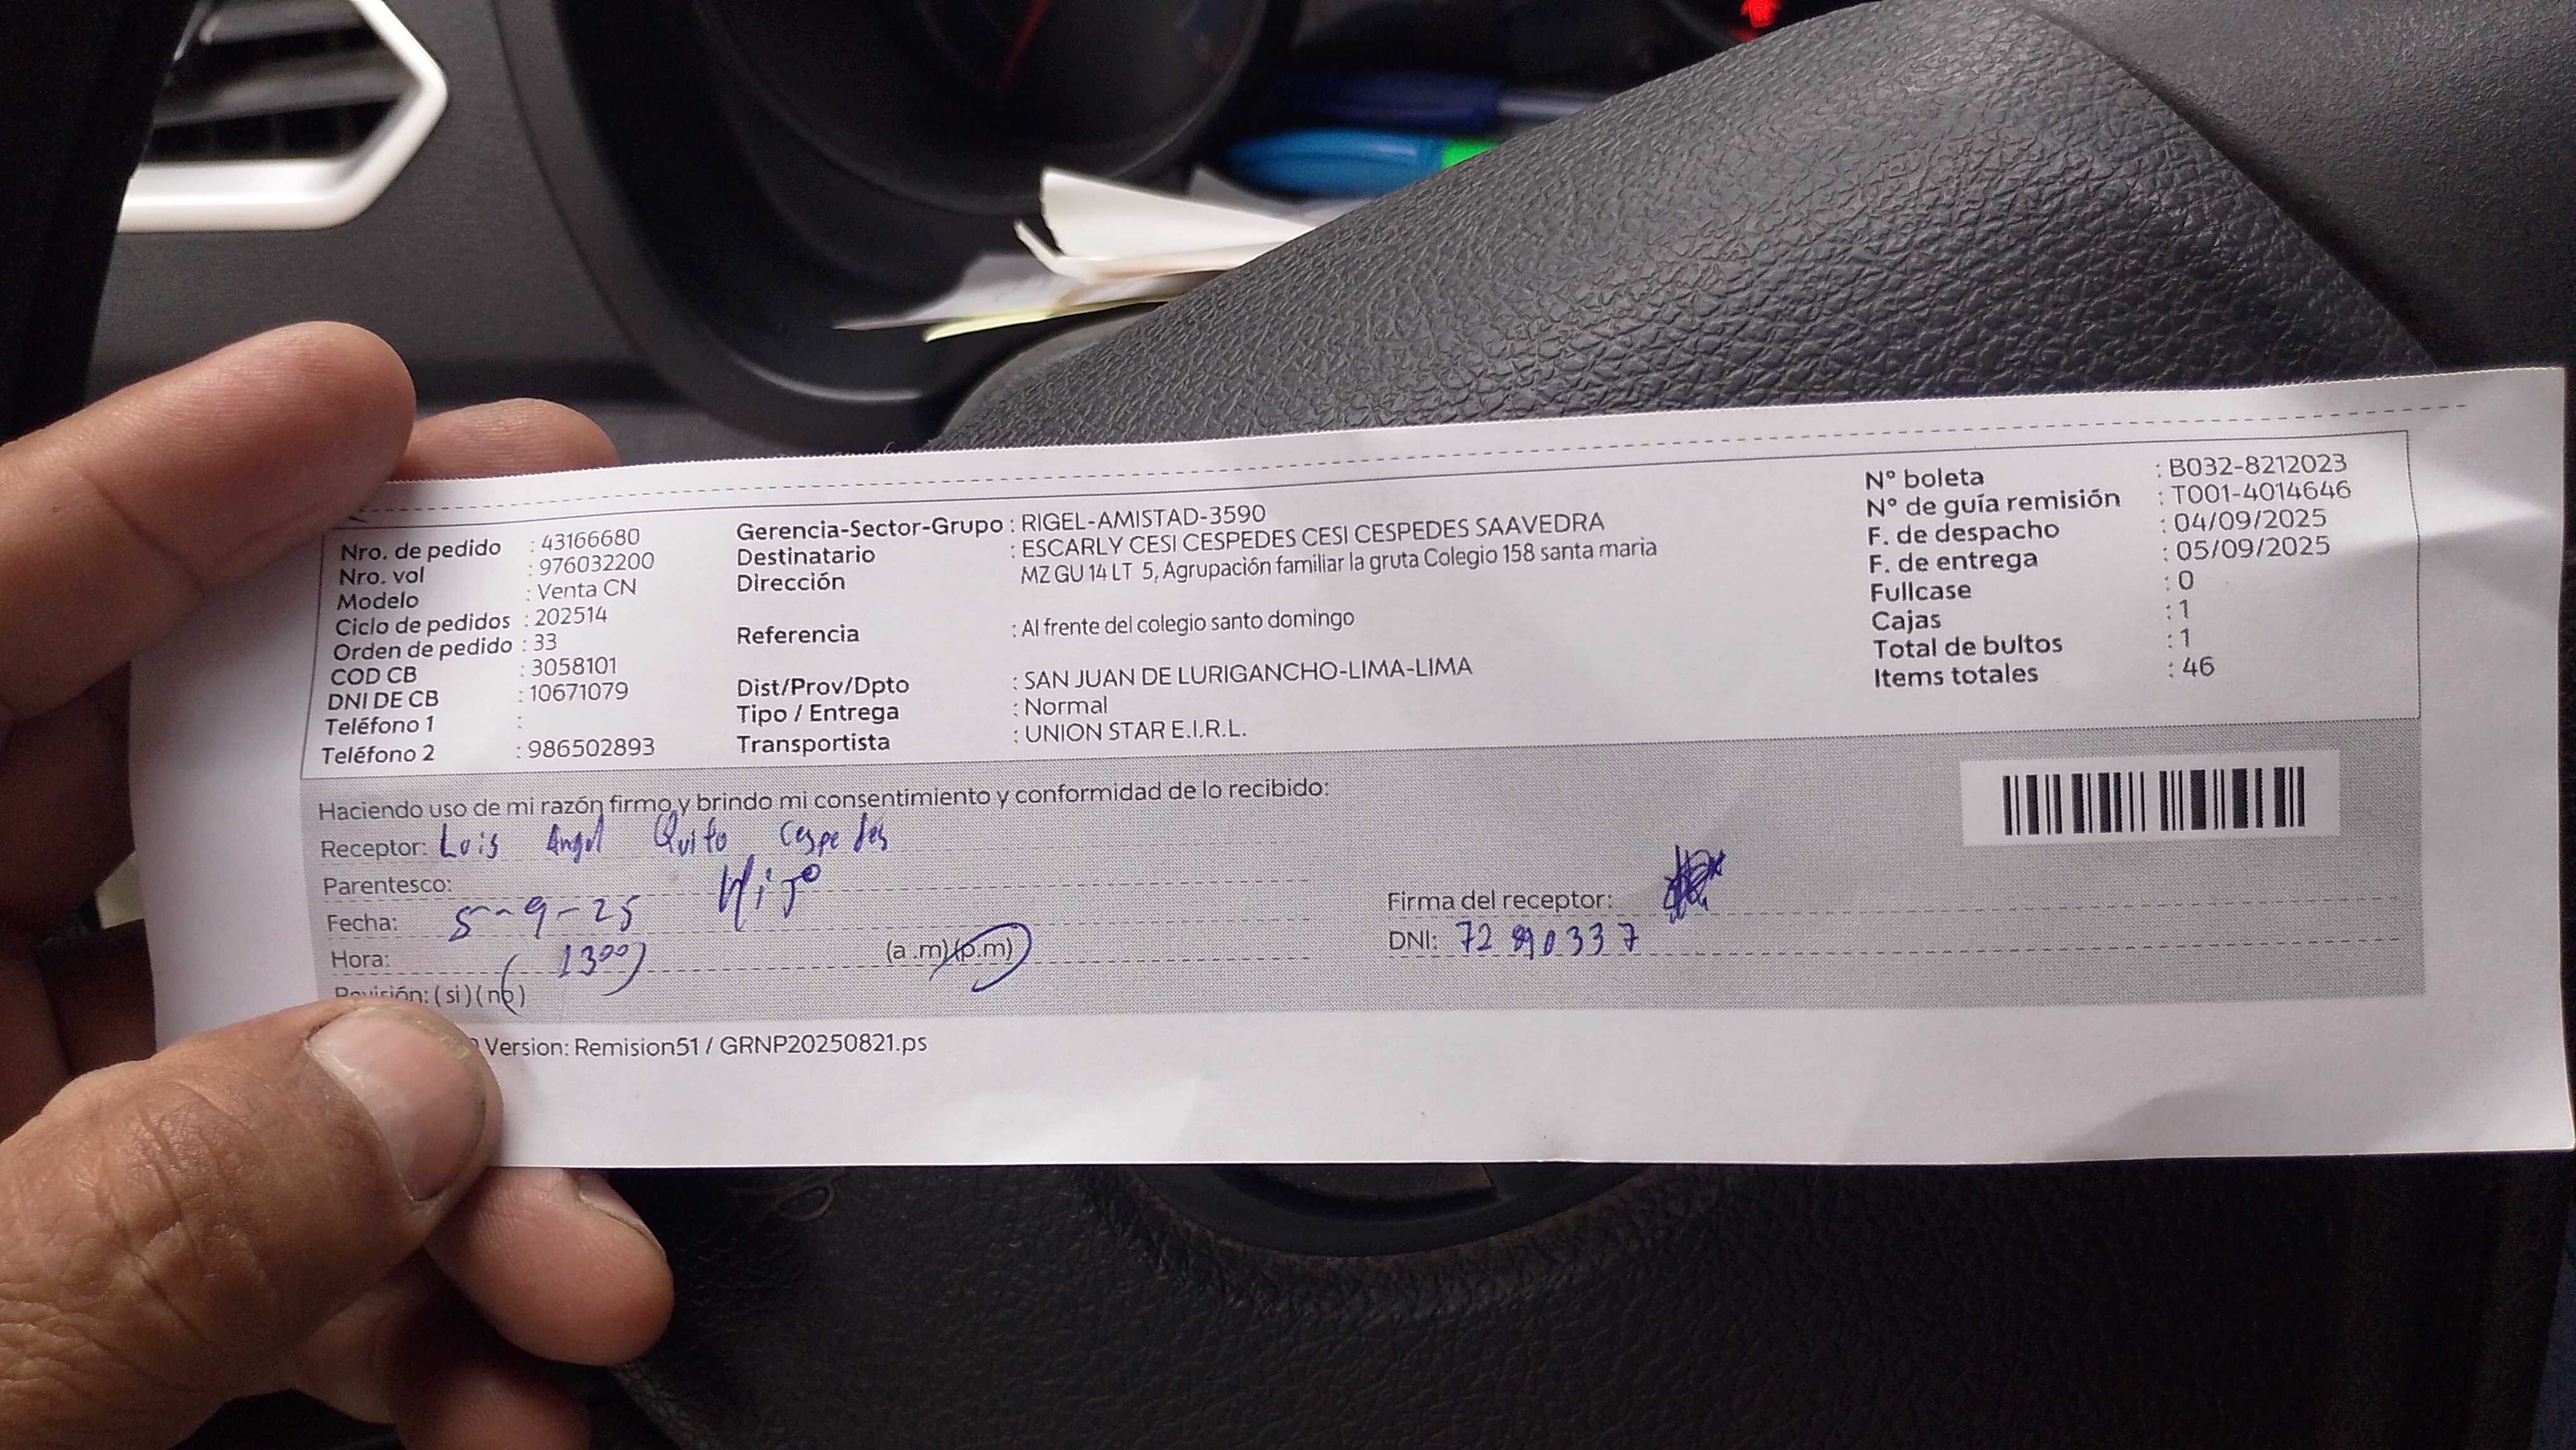 Nro. de pedido : 43166680
Nro. vol : 976032200
Modelo : Venta CN
Ciclo de pedidos : 202514
Orden de pedido : 33
COD CB : 3058101
DNI DE CB : 10671079
Teléfono 1 :
Teléfono 2 : 986502893
Gerencia-Sector-Grupo : RIGEL-AMISTAD-3590
Destinatario : ESCARLY CESI CESPEDES CESI CESPEDES SAAVEDRA
Dirección MZ GU 14 LT 5, Agrupación familiar la gruta Colegio 158 santa maria
Referencia : Al frente del colegio santo domingo
Dist/Prov/Dpto : SAN JUAN DE LURIGANCHO-LIMA-LIMA
Tipo / Entrega : Normal
Transportista : UNION STAR E.I.R.L.
N° boleta : B032-8212023
N° de guía remisión : T001-4014646
F. de despacho : 04/09/2025
F. de entrega : 05/09/2025
Fullcase : 0
Cajas : 1
Total de bultos : 1
Items totales : 46
Haciendo uso de mi razón firmo y brindo mi consentimiento y conformidad de lo recibido:
Receptor: Luis Angel Quito Cespedes
Parentesco: Hijo
Fecha: 5-9-25
Hora: 1300 (a.m)(p.m)
Revisión: (si)(no)
Firma del receptor:
DNI:
Version: Remision51 / GRNP20250821.ps